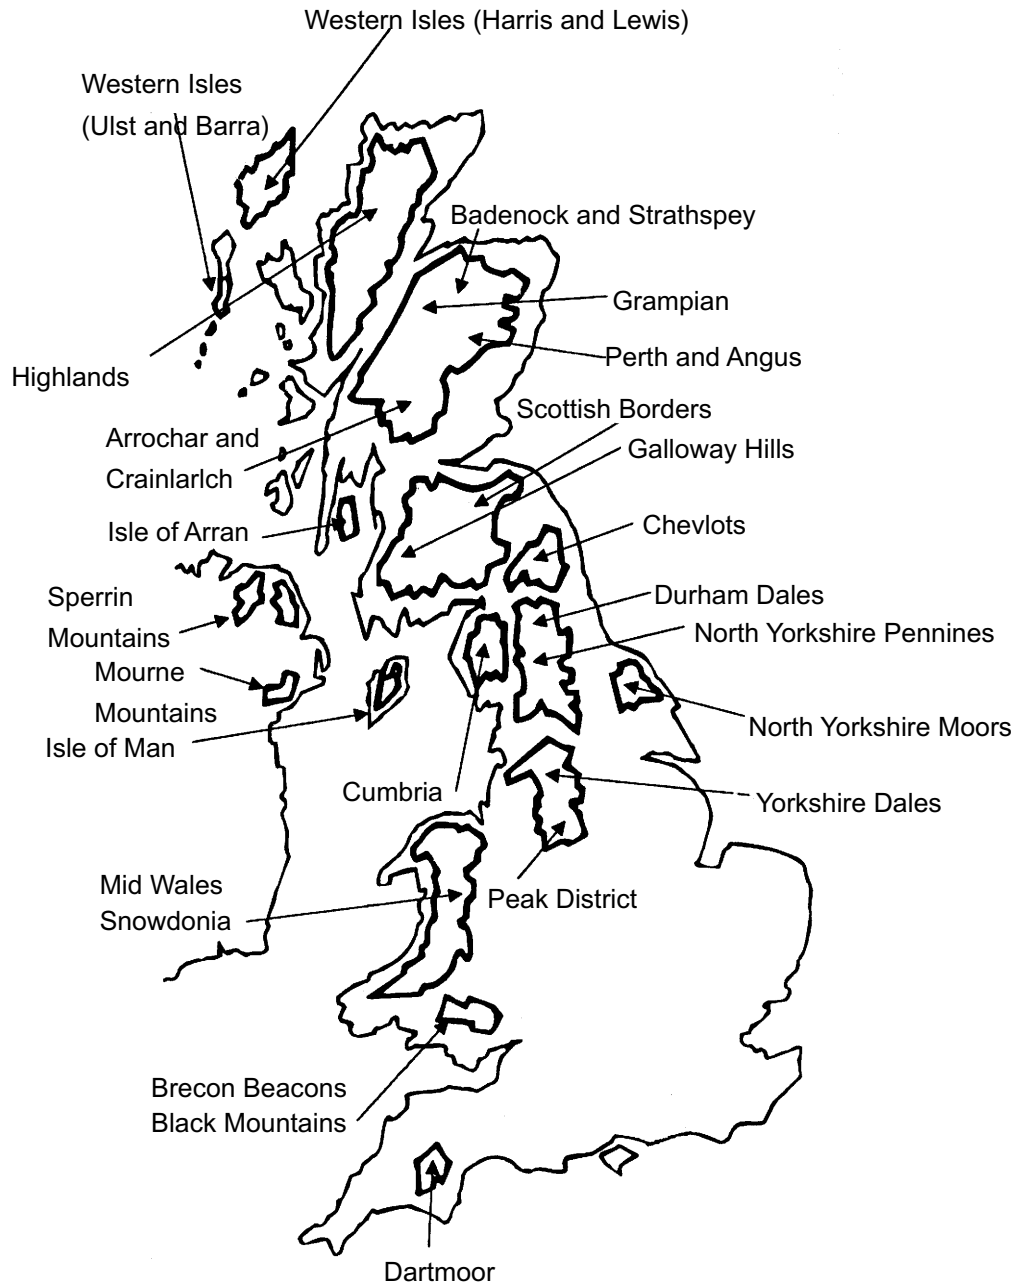 Western Isles (Harris and Lewis)
Western Isles
(Ulst and Barra)
Badenock and Strathspey
Grampian
Perth and Angus
Highlands
Scottish Borders
Arrochar and
Crainlarlch
Galloway Hills
Isle of Arran
Chevlots
Sperrin
Mountains
Durham Dales
North Yorkshire Pennines
Mourne
Mountains
Isle of Man
North Yorkshire Moors
Cumbria
Yorkshire Dales
Mid Wales
Snowdonia
Peak District
Brecon Beacons
Black Mountains
Dartmoor